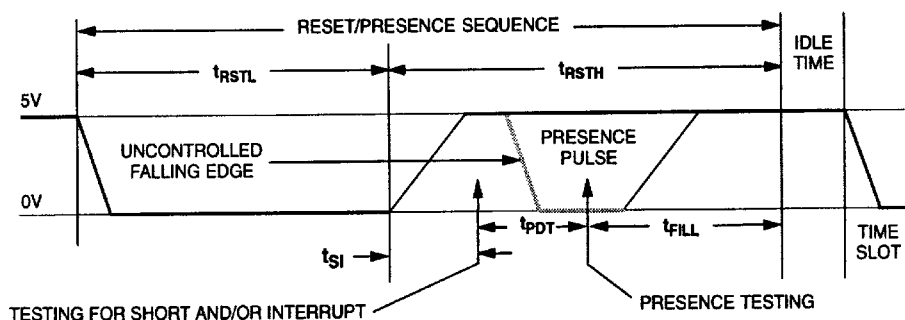 RESET/PRESENCE SEQUENCE
IDLE
TIME
tRSTL
tRSTH
5V
UNCONTROLLED
FALLING EDGE
PRESENCE
PULSE
0V
tPDT
tFILL
TIME
SLOT
tSI
TESTING FOR SHORT AND/OR INTERRUPT
PRESENCE TESTING